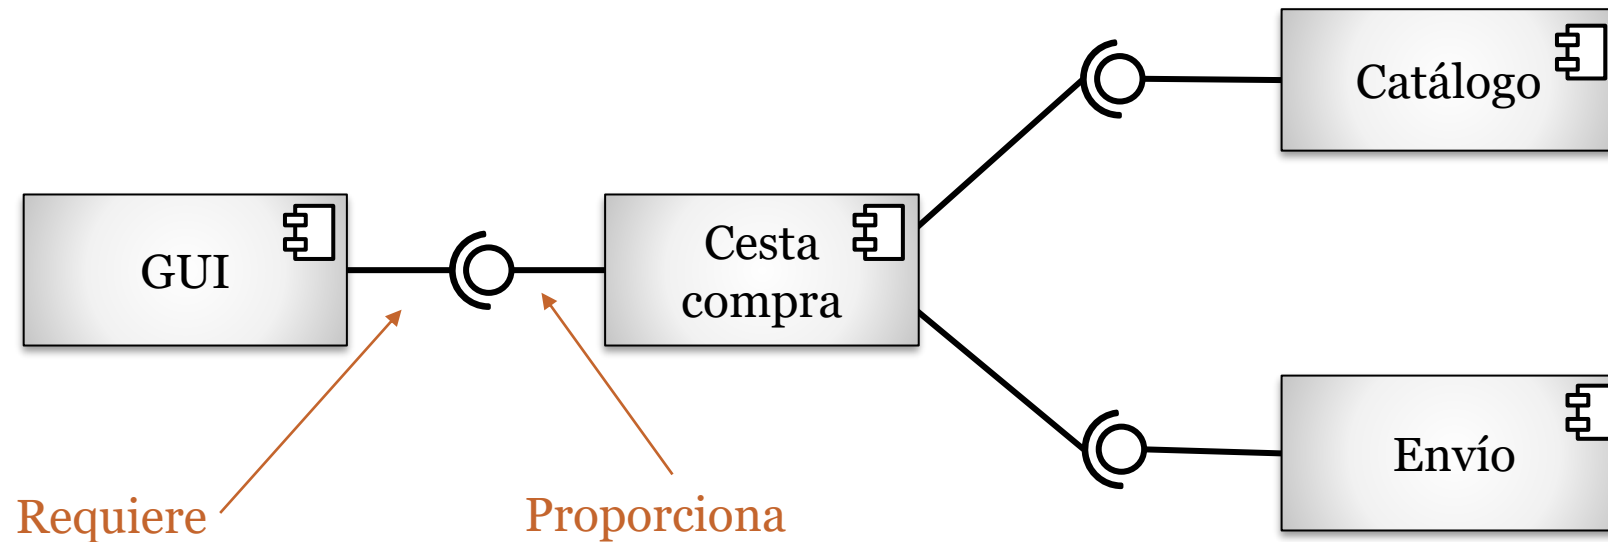 Catálogo
GUI
Cesta
compra
Envío
Requiere
Proporciona